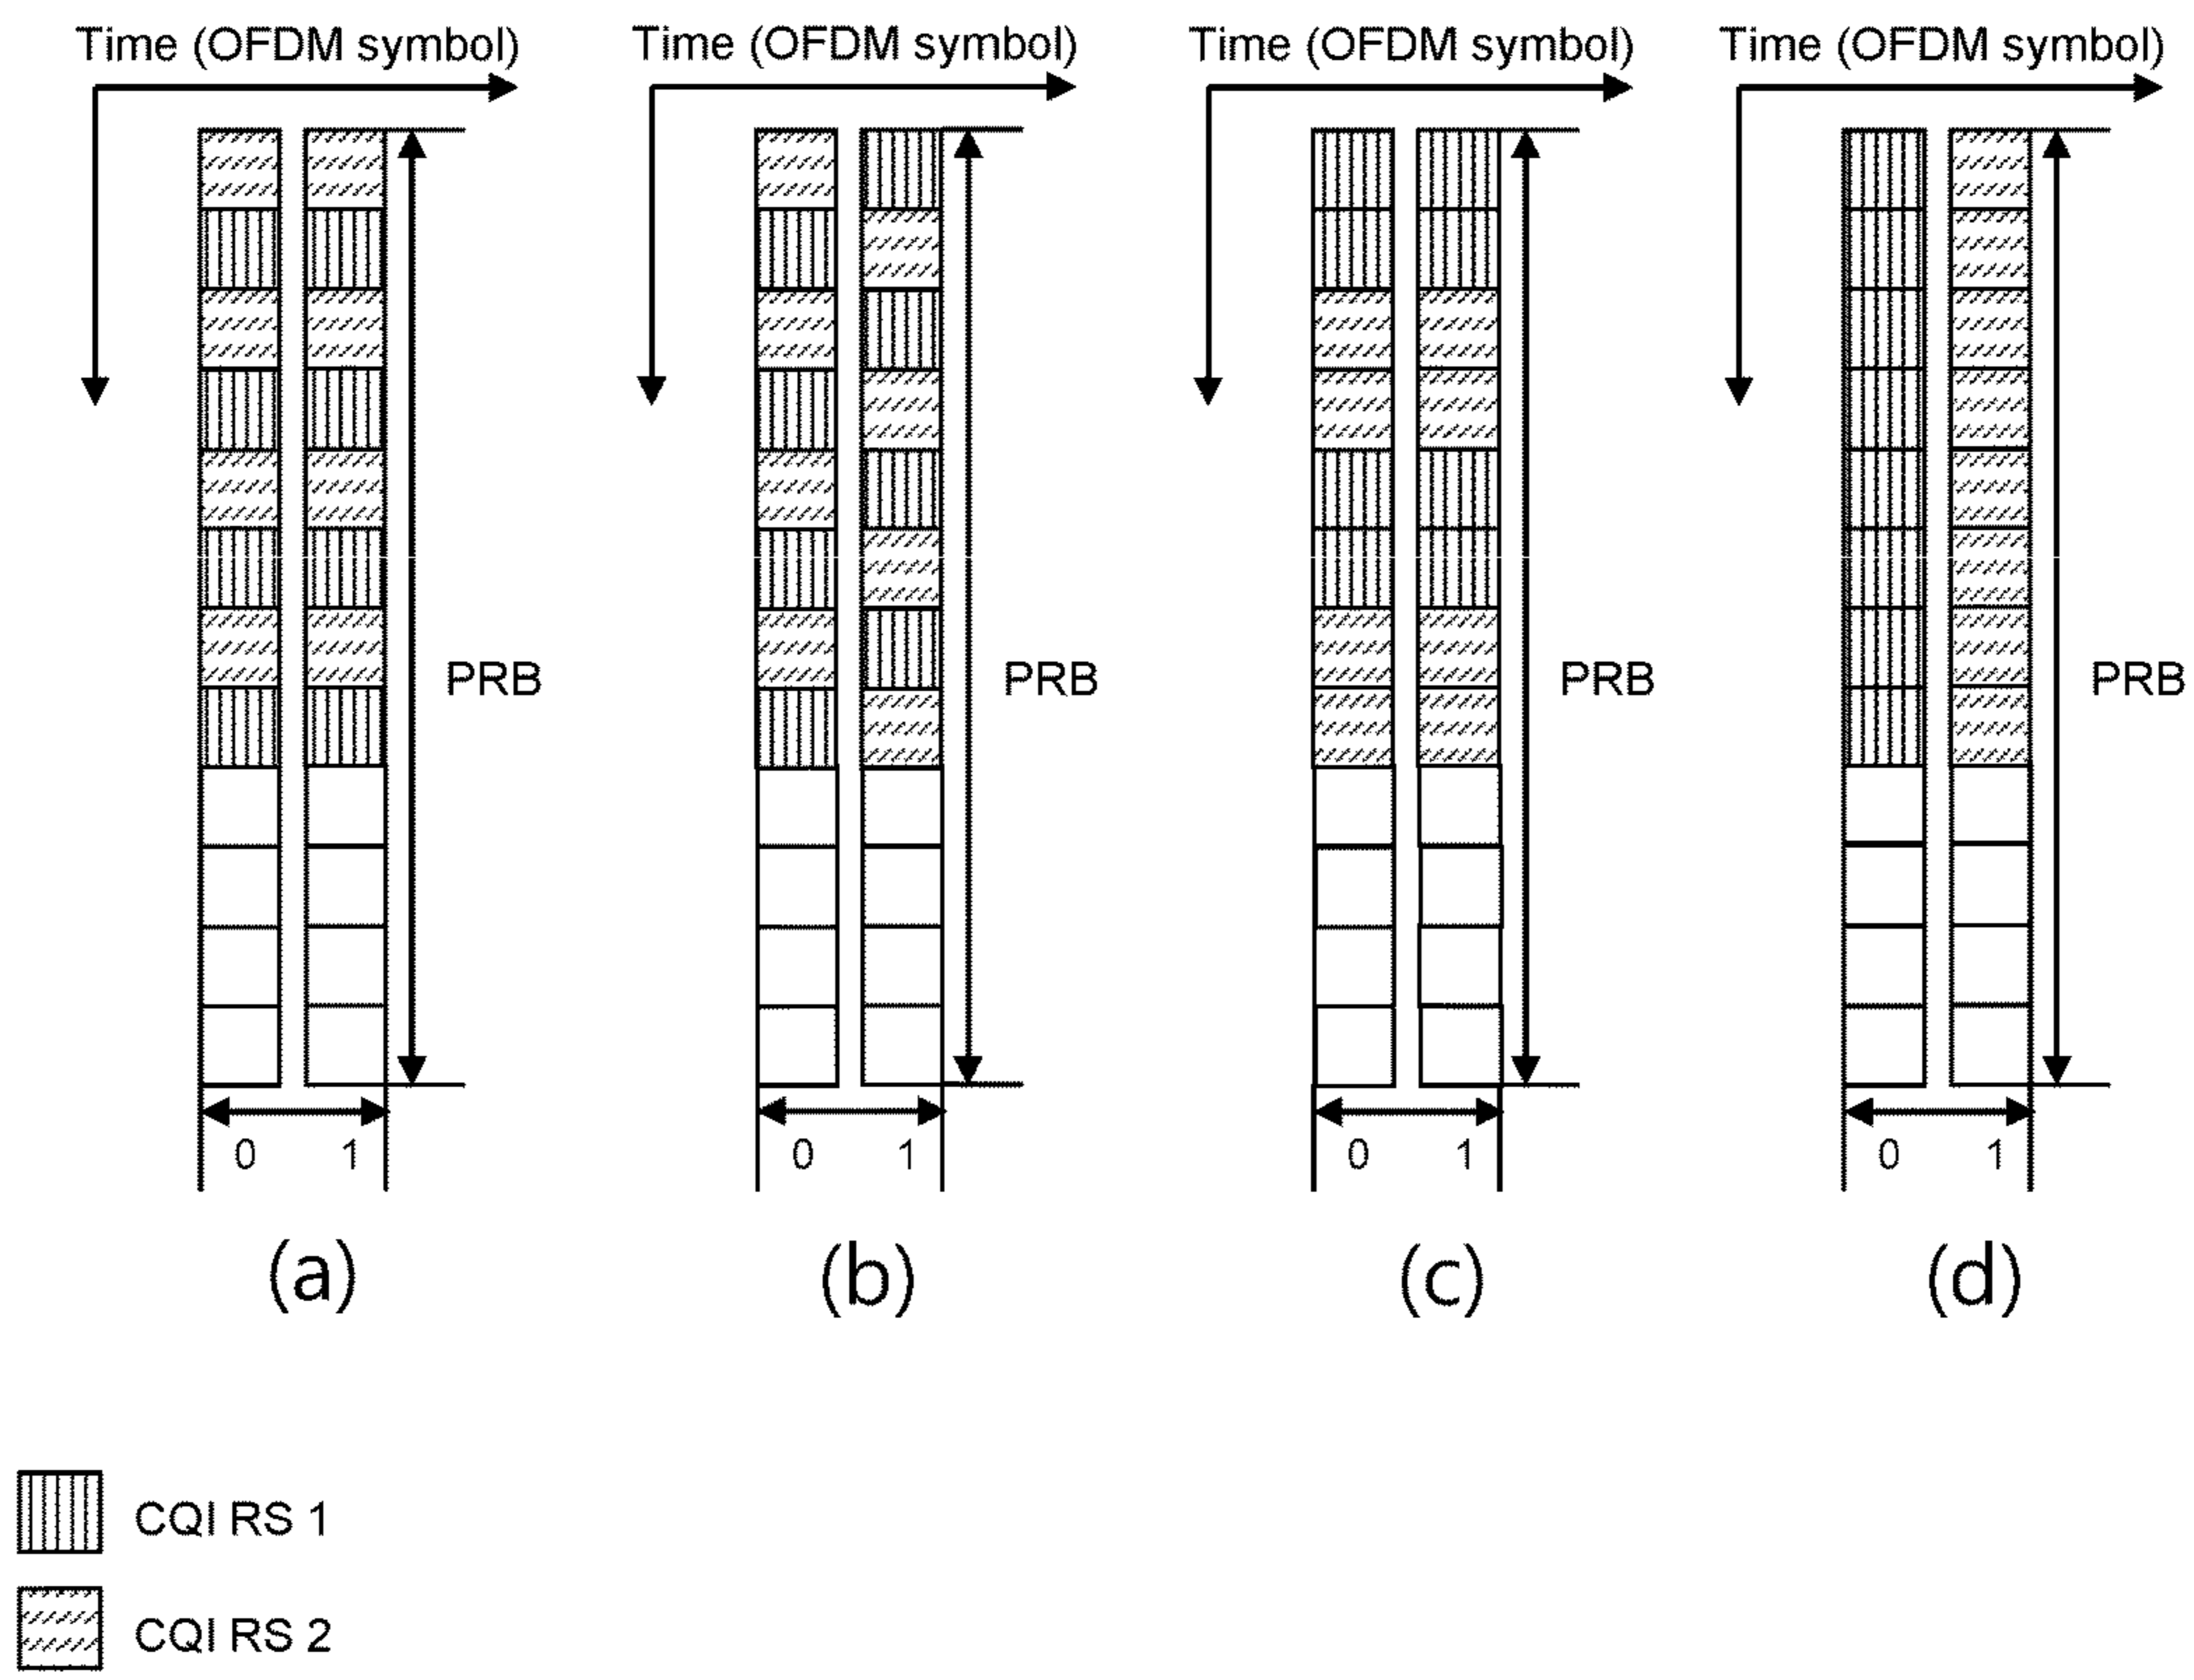 Time (OFDM symbol) Time (OFDM symbol) Time (OFDM symbol) Time (OFDM symbol)
PRB PRB PRB PRB
0 1 0 1 0 1 0 1
(a) (b) (c) (d)
CQI RS 1
CQI RS 2